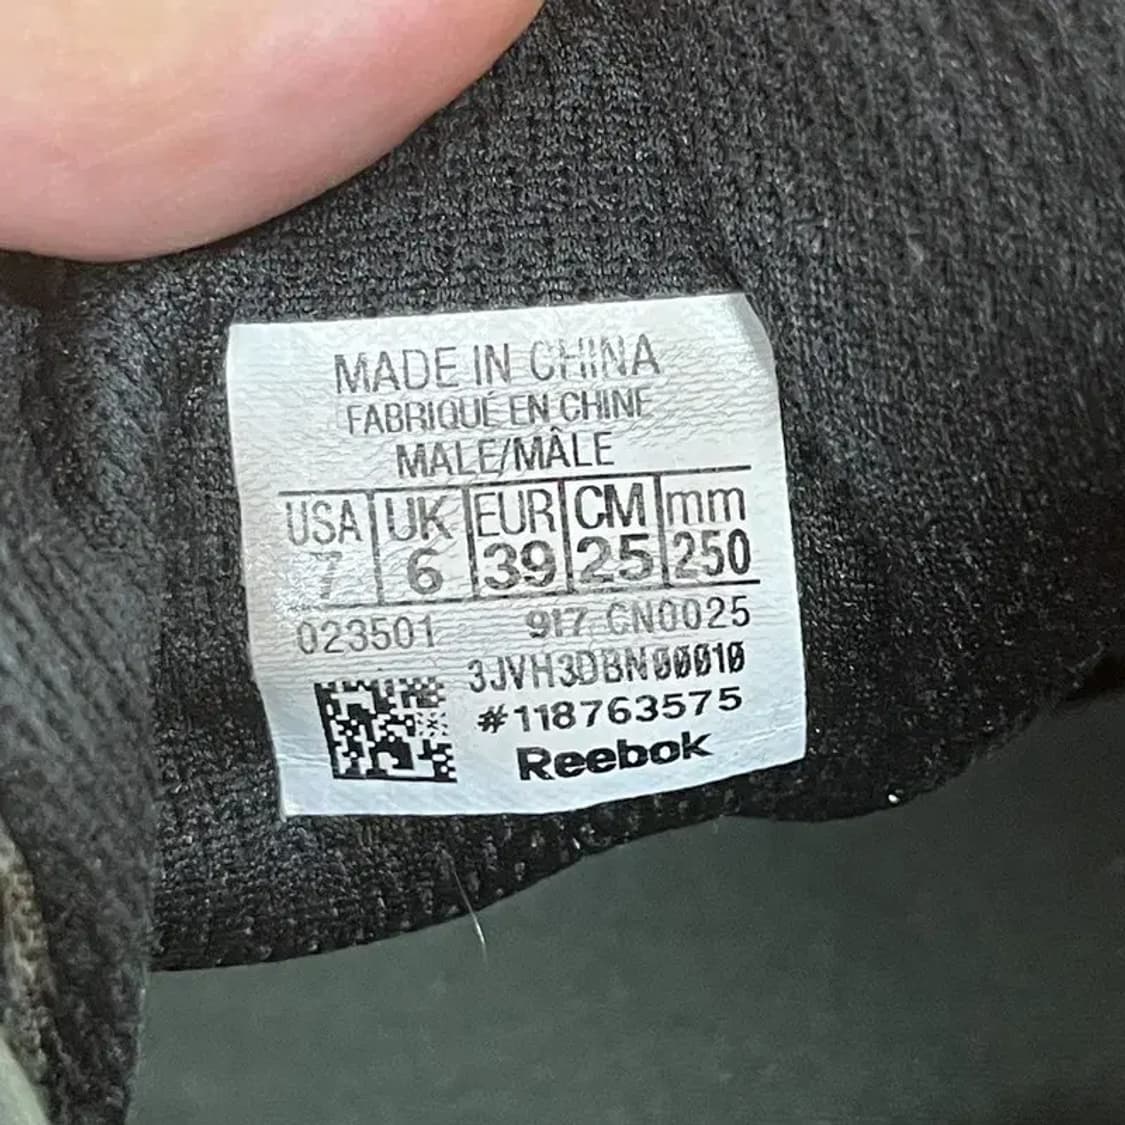 MADE IN CHINA
FABRIQUÉ EN CHINE
MALE/MÂLE
USA UK EUR CM mm
7 6 39 25 250
023501 917 CN0025
3JVH3DBN00010
#118763575
Reebok